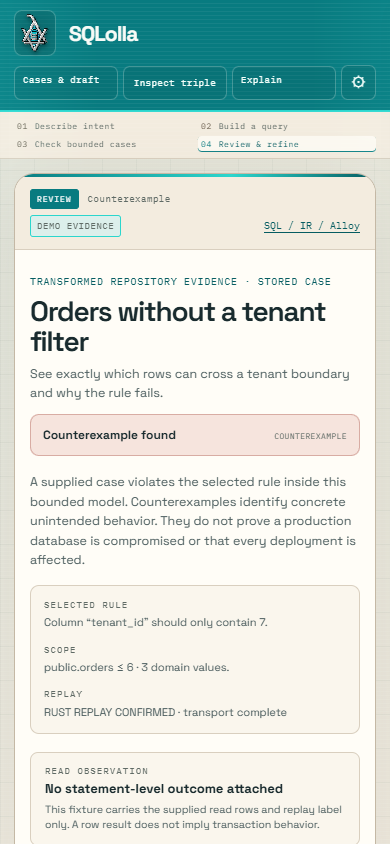 SQLolla
Cases & draft
Inspect triple
Explain
01 Describe intent
02 Build a query
03 Check bounded cases
04 Review & refine
REVIEW
Counterexample
DEMO EVIDENCE
SQL / IR / Alloy
TRANSFORMED REPOSITORY EVIDENCE · STORED CASE
Orders without a tenant
filter
See exactly which rows can cross a tenant boundary
and why the rule fails.
Counterexample found
COUNTEREXAMPLE
A supplied case violates the selected rule inside this
bounded model. Counterexamples identify concrete
unintended behavior. They do not prove a production
database is compromised or that every deployment is
affected.
SELECTED RULE
Column “tenant_id” should only contain 7.
SCOPE
public.orders ≤ 6 · 3 domain values.
REPLAY
RUST REPLAY CONFIRMED · transport complete
READ OBSERVATION
No statement-level outcome attached
This fixture carries the supplied read rows and replay label
only. A row result does not imply transaction behavior.